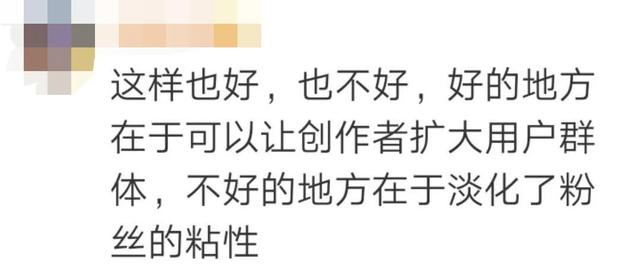 这样也好，也不好，好的地方
在于可以让创作者扩大用户群
体，不好的地方在于淡化了粉
丝的粘性